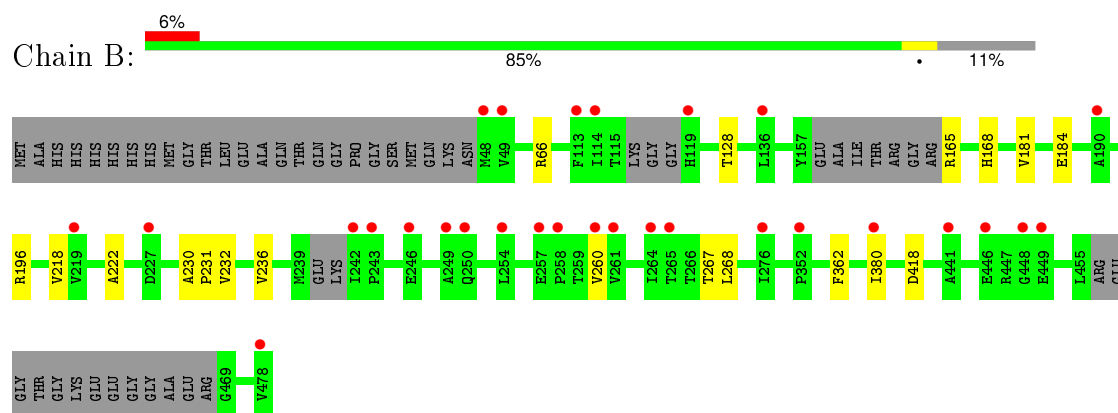 6%
Chain B:
85% • 11%
MET ALA HIS HIS HIS HIS HIS HIS MET GLY THR LEU GLU ALA GLN THR GLN GLY PRO GLY SER MET GLN LYS ASN M48 V49 R66 F113 I114 T115 LYS GLY GLY H119 T128 L136 Y157 GLU ALA ILE THR ARG GLY ARG R165 H168 V181 E184 A190
R196 V218 V219 A222 D227 A230 P231 V232 V236 M239 GLU LYS I242 P243 E246 A249 Q250 L254 E257 P258 T259 V260 V261 I264 T265 T266 T267 L268 I276 P352 F362 I380 D418 A441 E446 R447 G448 E449 L455 ARG GLU
GLY THR GLY LYS GLU GLU GLY GLY ALA GLU ARG G469 V478